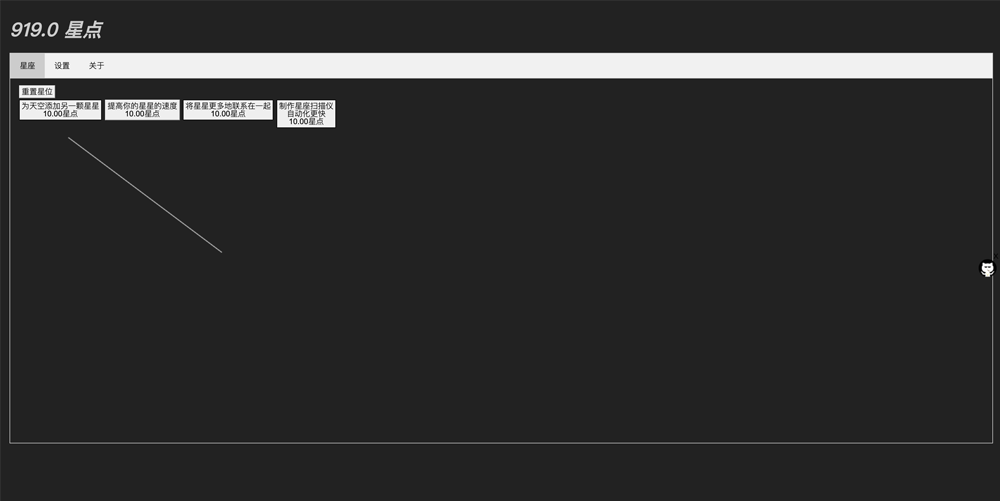 919.0 星点
星座 设置 关于
重置星位
为天空添加另一颗星星
10.00星点
提高你的星星的速度
10.00星点
将星星更多地联系在一起
10.00星点
制作星座扫描仪
自动化更快
10.00星点